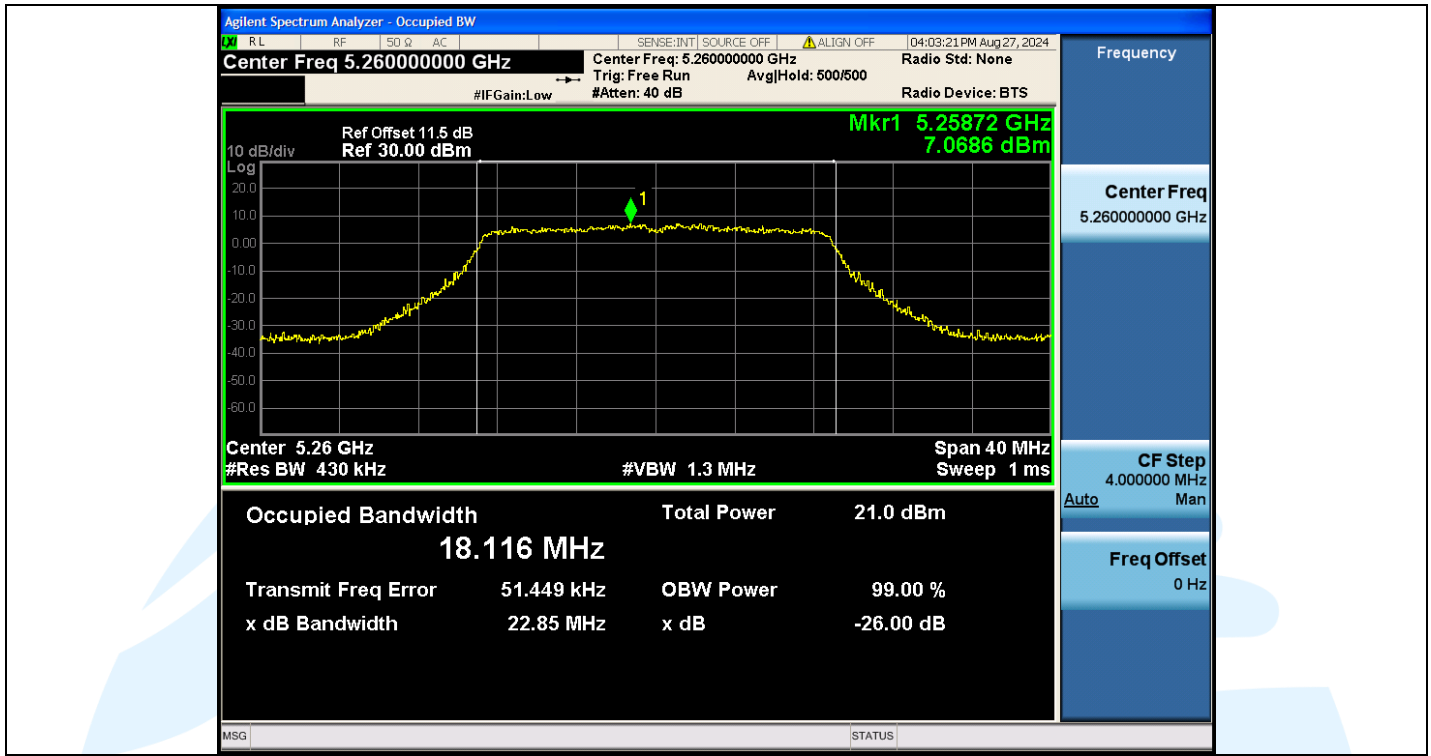 Agilent Spectrum Analyzer - Occupied BW
LXI RL RF 50 Ω AC SENSE:INT SOURCE OFF ALIGN OFF 04:03:21 PM Aug 27, 2024
Center Freq 5.260000000 GHz
Center Freq: 5.260000000 GHz Radio Std: None
Trig: Free Run Avg|Hold: 500/500
#IFGain:Low #Atten: 40 dB Radio Device: BTS
Frequency
Mkr1 5.25872 GHz
7.0686 dBm
Ref Offset 11.5 dB
10 dB/div Ref 30.00 dBm
Log
20.0
10.0
0.00
-10.0
-20.0
-30.0
-40.0
-50.0
-60.0
1
Center 5.26 GHz Span 40 MHz
#Res BW 430 kHz #VBW 1.3 MHz Sweep 1 ms
Center Freq
5.260000000 GHz
CF Step
4.000000 MHz
Auto Man
Freq Offset
0 Hz
Occupied Bandwidth Total Power 21.0 dBm
18.116 MHz
Transmit Freq Error 51.449 kHz OBW Power 99.00 %
x dB Bandwidth 22.85 MHz x dB -26.00 dB
MSG STATUS